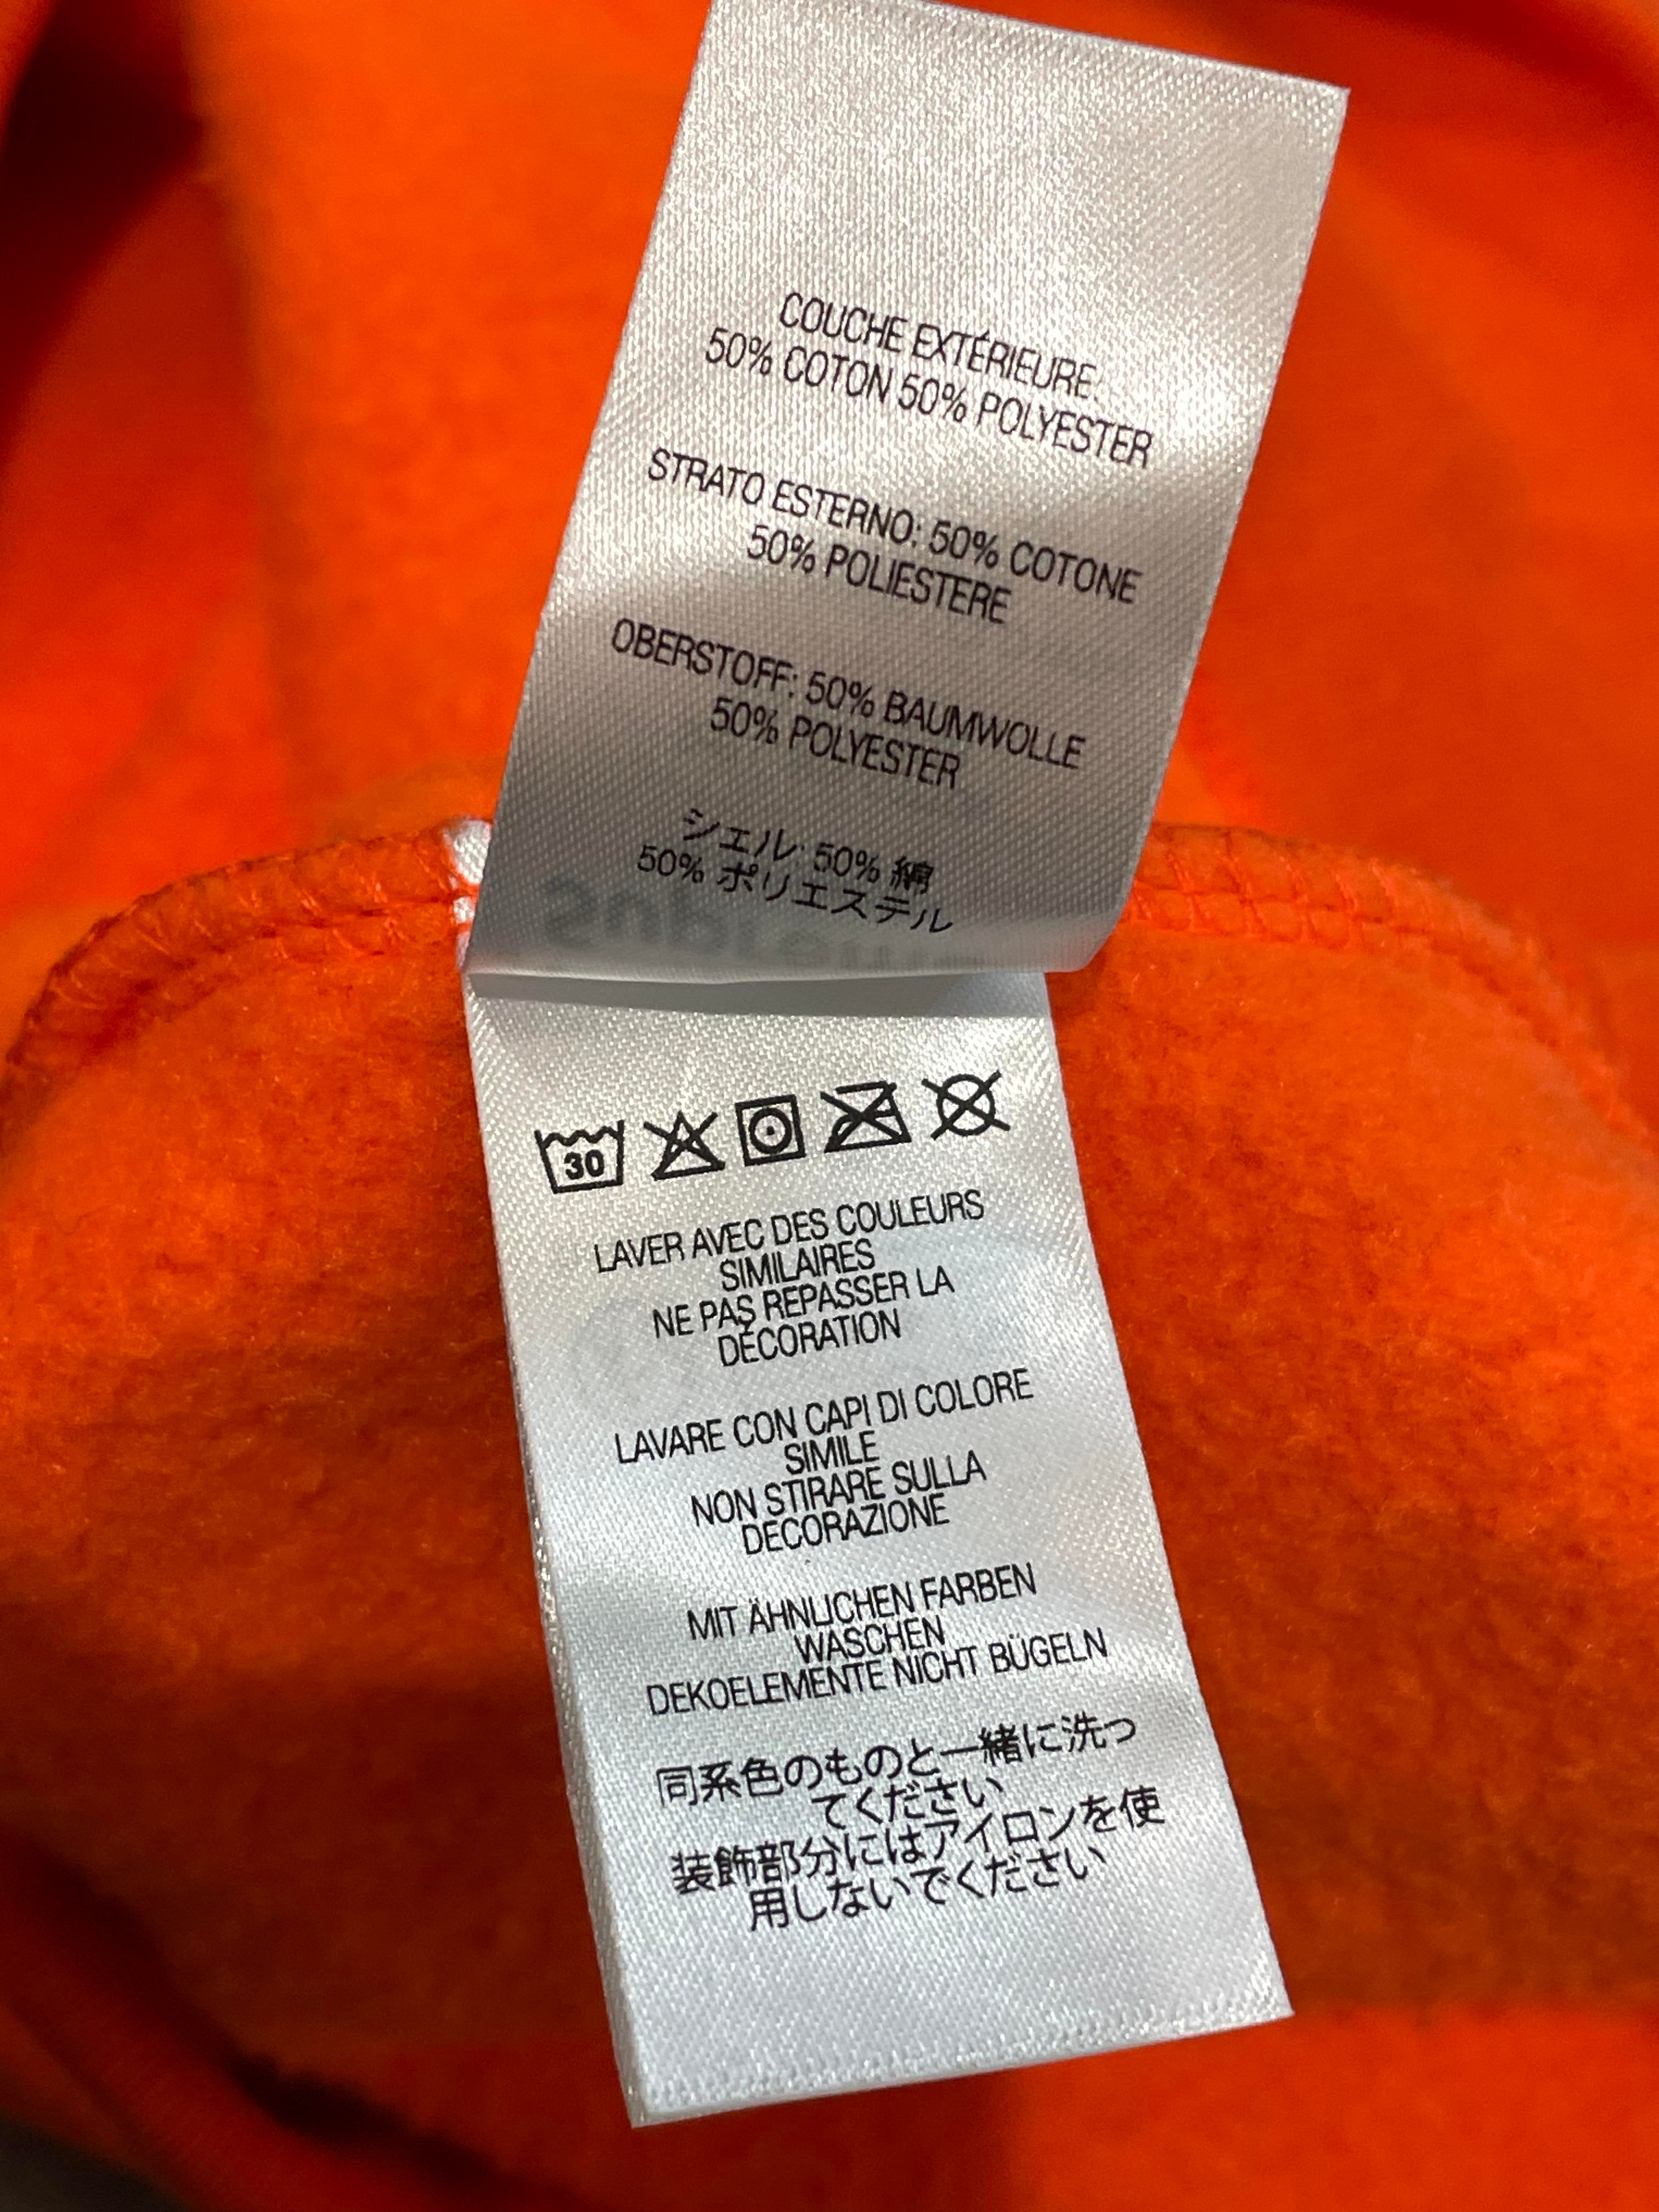 COUCHE EXTÉRIEURE:
50% COTON 50% POLYESTER
STRATO ESTERNO: 50% COTONE
50% POLIESTERE
OBERSTOFF: 50% BAUMWOLLE
50% POLYESTER
シェル: 50% 綿
50% ポリエステル
30
LAVER AVEC DES COULEURS
SIMILAIRES
NE PAS REPASSER LA
DÉCORATION
LAVARE CON CAPI DI COLORE
SIMILE
NON STIRARE SULLA
DECORAZIONE
MIT ÄHNLICHEN FARBEN
WASCHEN
DEKOELEMENTE NICHT BÜGELN
同系色のものと一緒に洗っ
てください
装飾部分にはアイロンを使
用しないでください